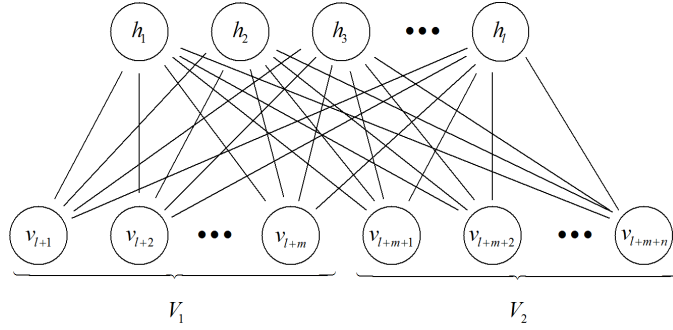 h₁ h₂ h₃ ••• hₗ
vₗ₊₁ vₗ₊₂ ••• vₗ₊ₘ vₗ₊ₘ₊₁ vₗ₊ₘ₊₂ ••• vₗ₊ₘ₊ₙ
V₁ V₂